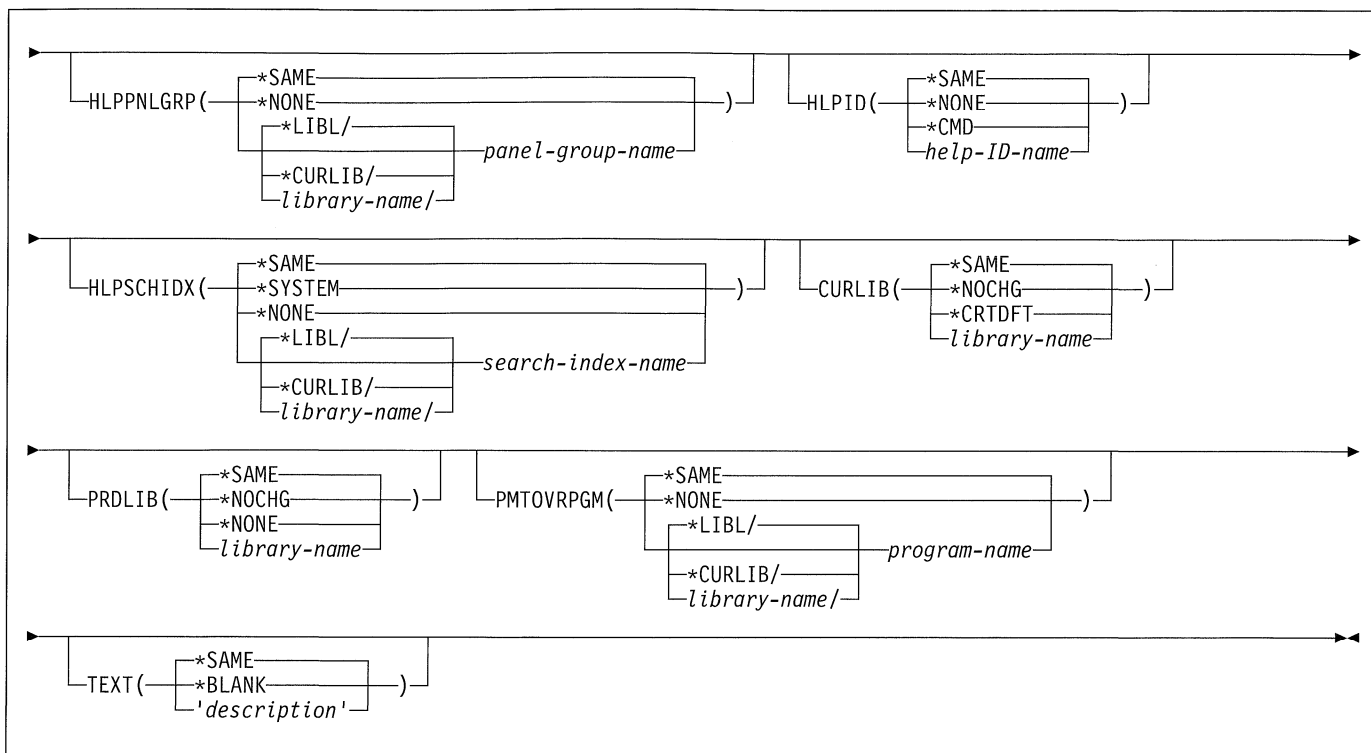 HLPPNLGRP(
*SAME
*NONE
*LIBL/
*CURLIB/
library-name/
panel-group-name
)
HLPID(
*SAME
*NONE
*CMD
help-ID-name
)
HLPSCHIDX(
*SAME
*SYSTEM
*NONE
*LIBL/
*CURLIB/
library-name/
search-index-name
)
CURLIB(
*SAME
*NOCHG
*CRTDFT
library-name
)
PRDLIB(
*SAME
*NOCHG
*NONE
library-name
)
PMTOVRPGM(
*SAME
*NONE
*LIBL/
*CURLIB/
library-name/
program-name
)
TEXT(
*SAME
*BLANK
'description'
)